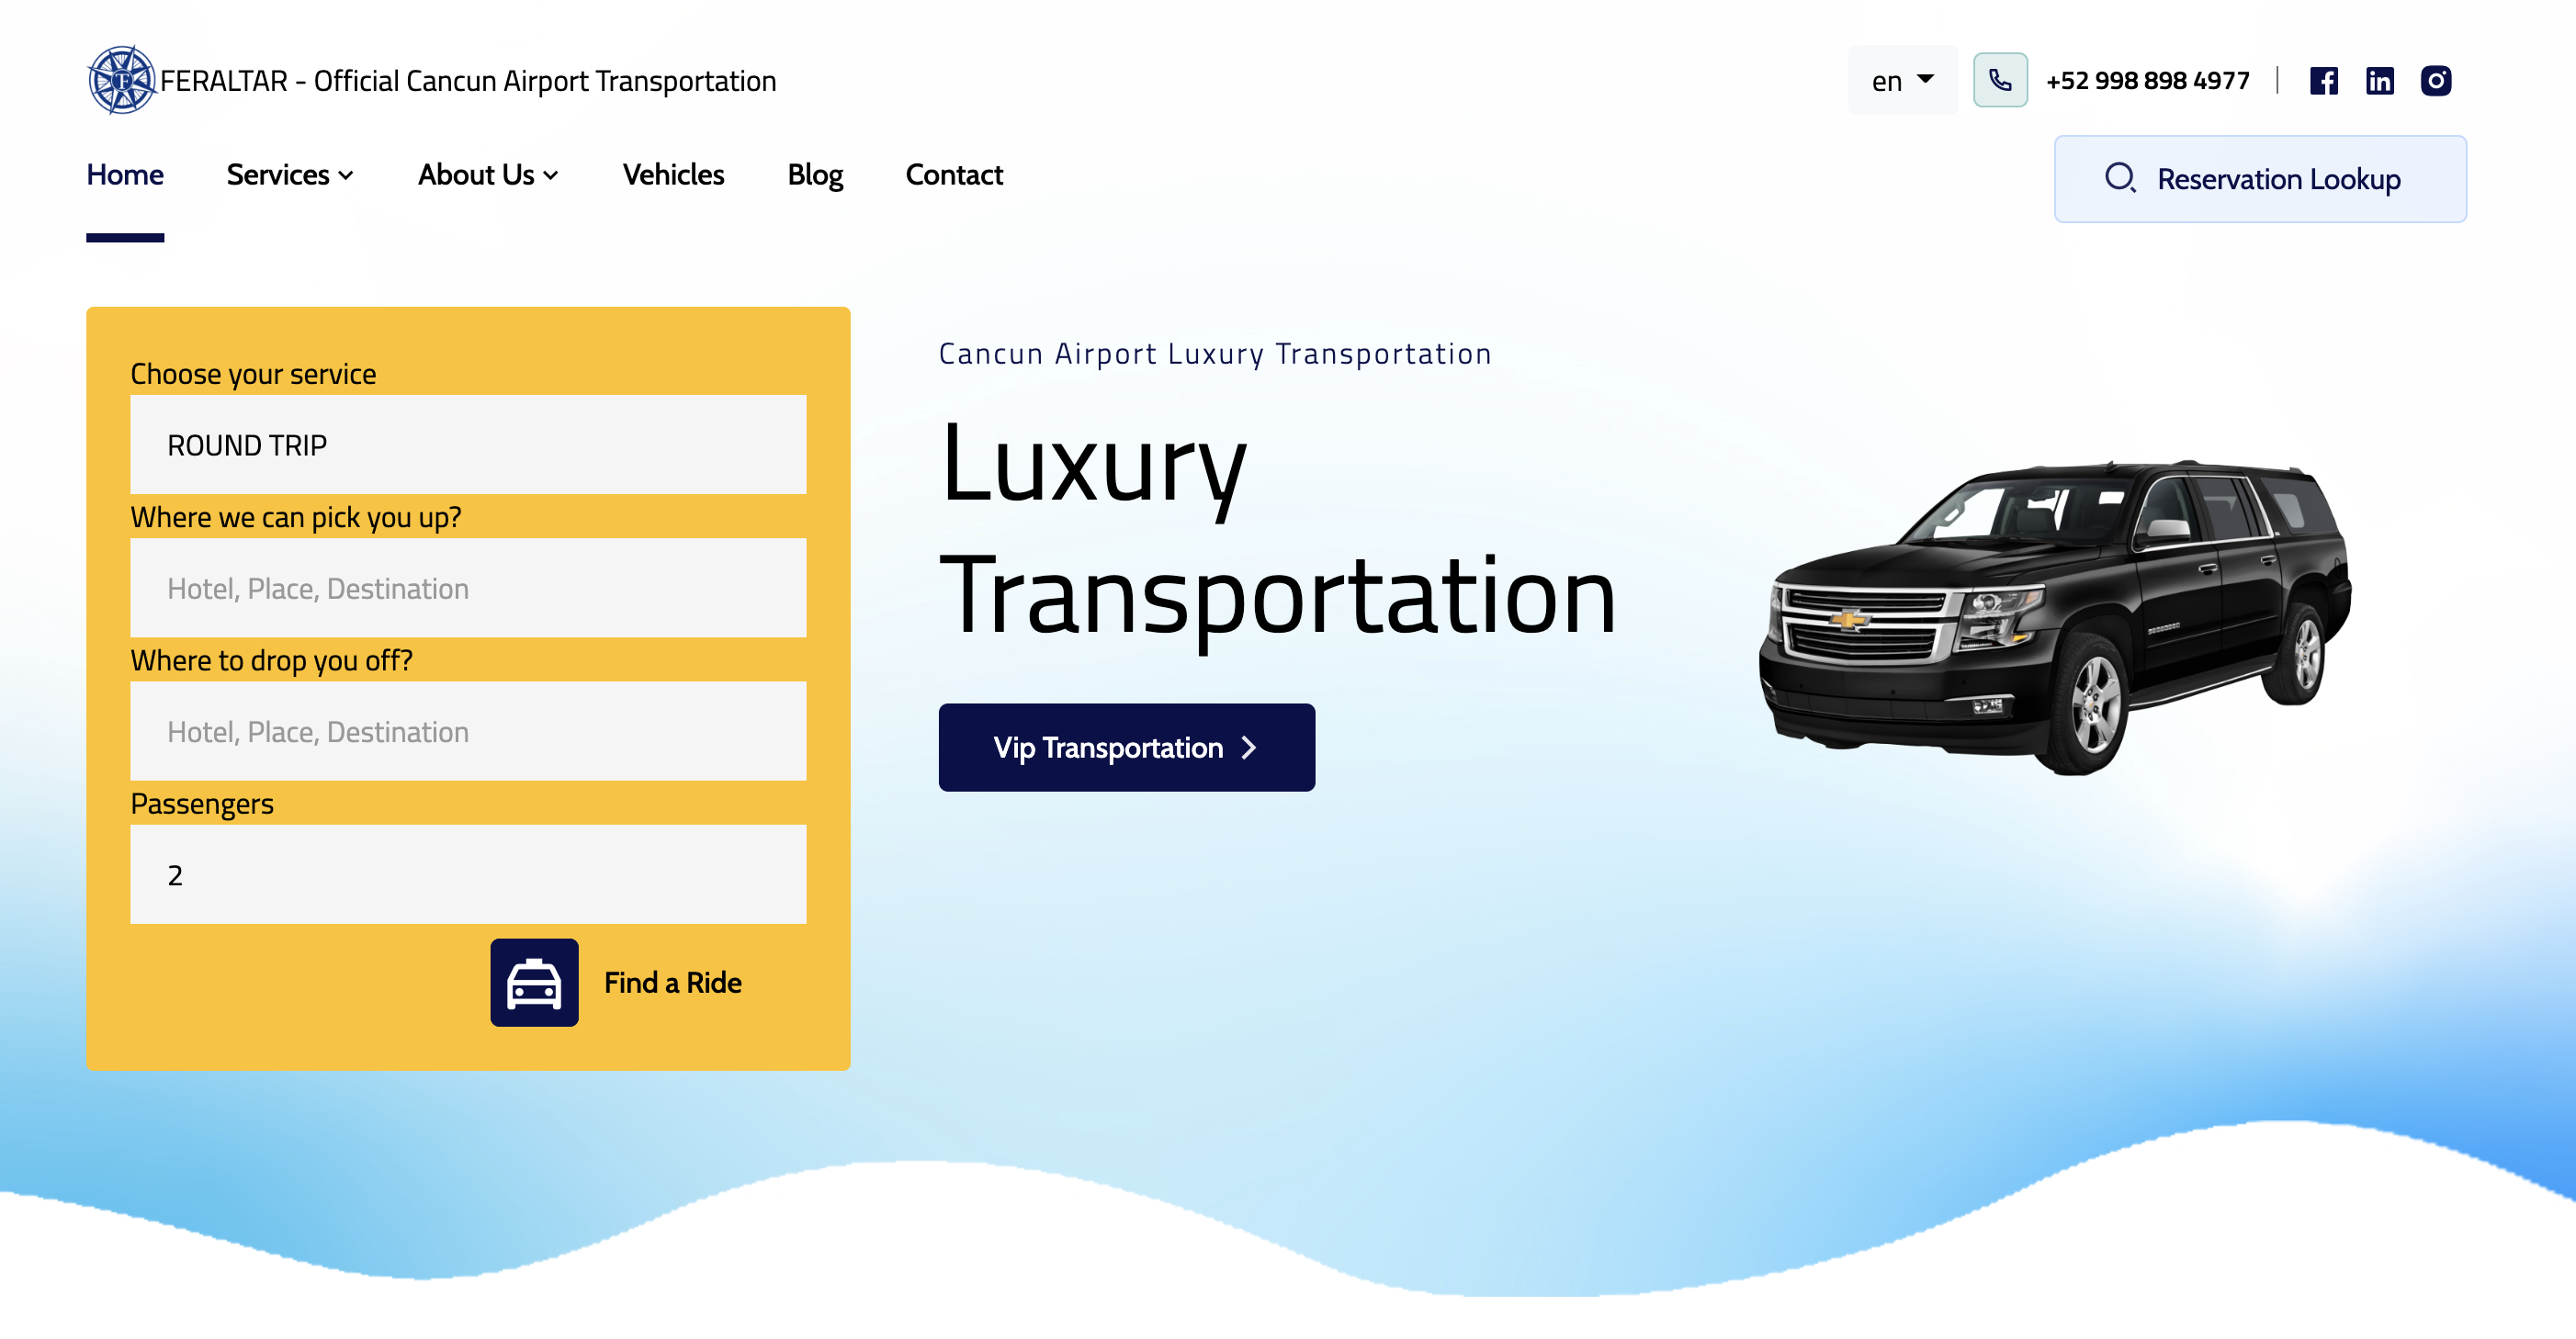 FERALTAR - Official Cancun Airport Transportation
en
+52 998 898 4977
Home
Services
About Us
Vehicles
Blog
Contact
Reservation Lookup
Choose your service
ROUND TRIP
Where we can pick you up?
Hotel, Place, Destination
Where to drop you off?
Hotel, Place, Destination
Passengers
2
Find a Ride
Cancun Airport Luxury Transportation
Luxury
Transportation
Vip Transportation